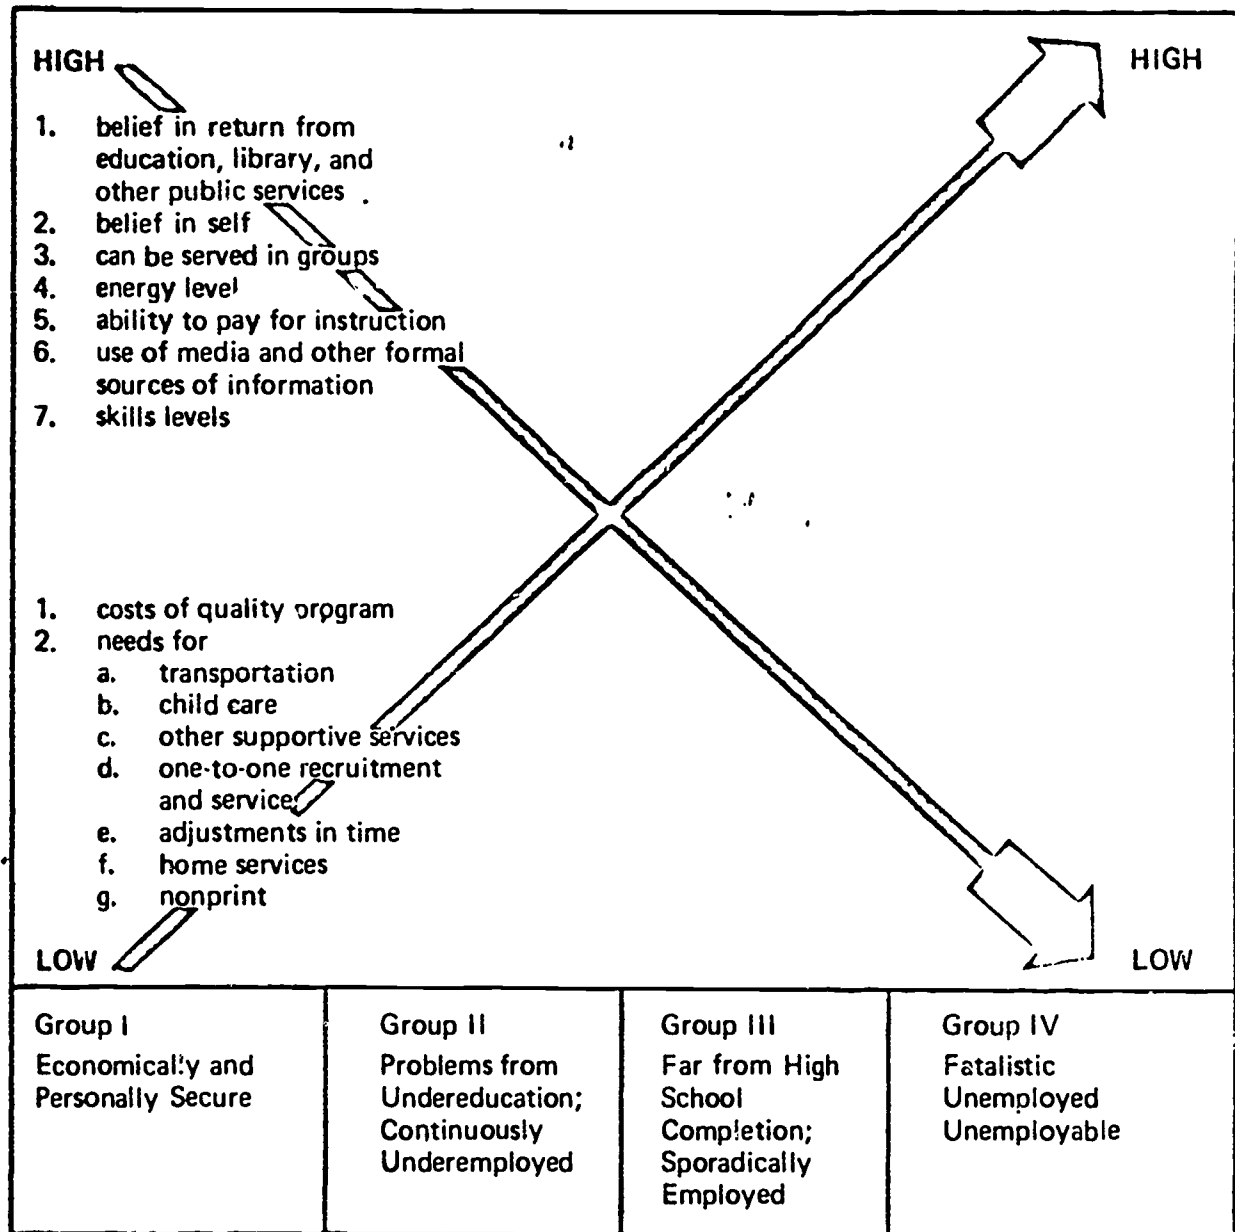 HIGH
HIGH
1. belief in return from
education, library, and
other public services
2. belief in self
3. can be served in groups
4. energy level
5. ability to pay for instruction
6. use of media and other formal
sources of information
7. skills levels
1. costs of quality program
2. needs for
a. transportation
b. child care
c. other supportive services
d. one-to-one recruitment
and services
e. adjustments in time
f. home services
g. nonprint
LOW
LOW
Group I
Economically and
Personally Secure
Group II
Problems from
Undereducation;
Continuously
Underemployed
Group III
Far from High
School
Completion;
Sporadically
Employed
Group IV
Fatalistic
Unemployed
Unemployable